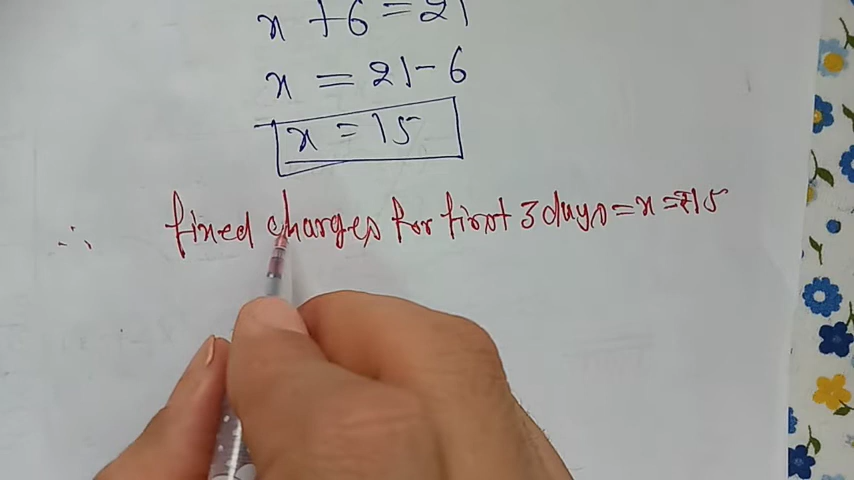 x + 6 = 21
x = 21 - 6
x = 15
∴ fixed charges for first 3 days = x = ₹15